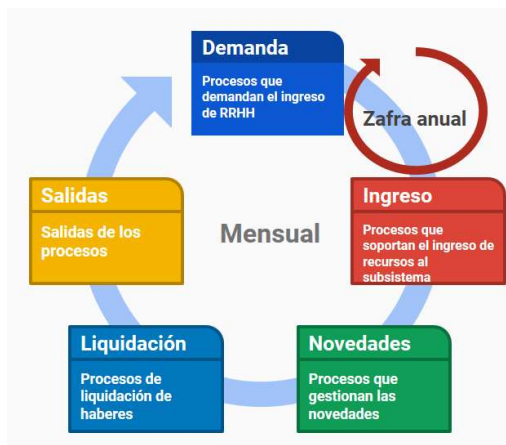 Demanda
Procesos que
demandan el ingreso
de RRHH
Zafra anual
Ingreso
Procesos que
soportan el ingreso de
recursos al
subsistema
Novedades
Procesos que
gestionan las
novedades
Liquidación
Procesos de
liquidación de
haberes
Salidas
Salidas de los
procesos
Mensual